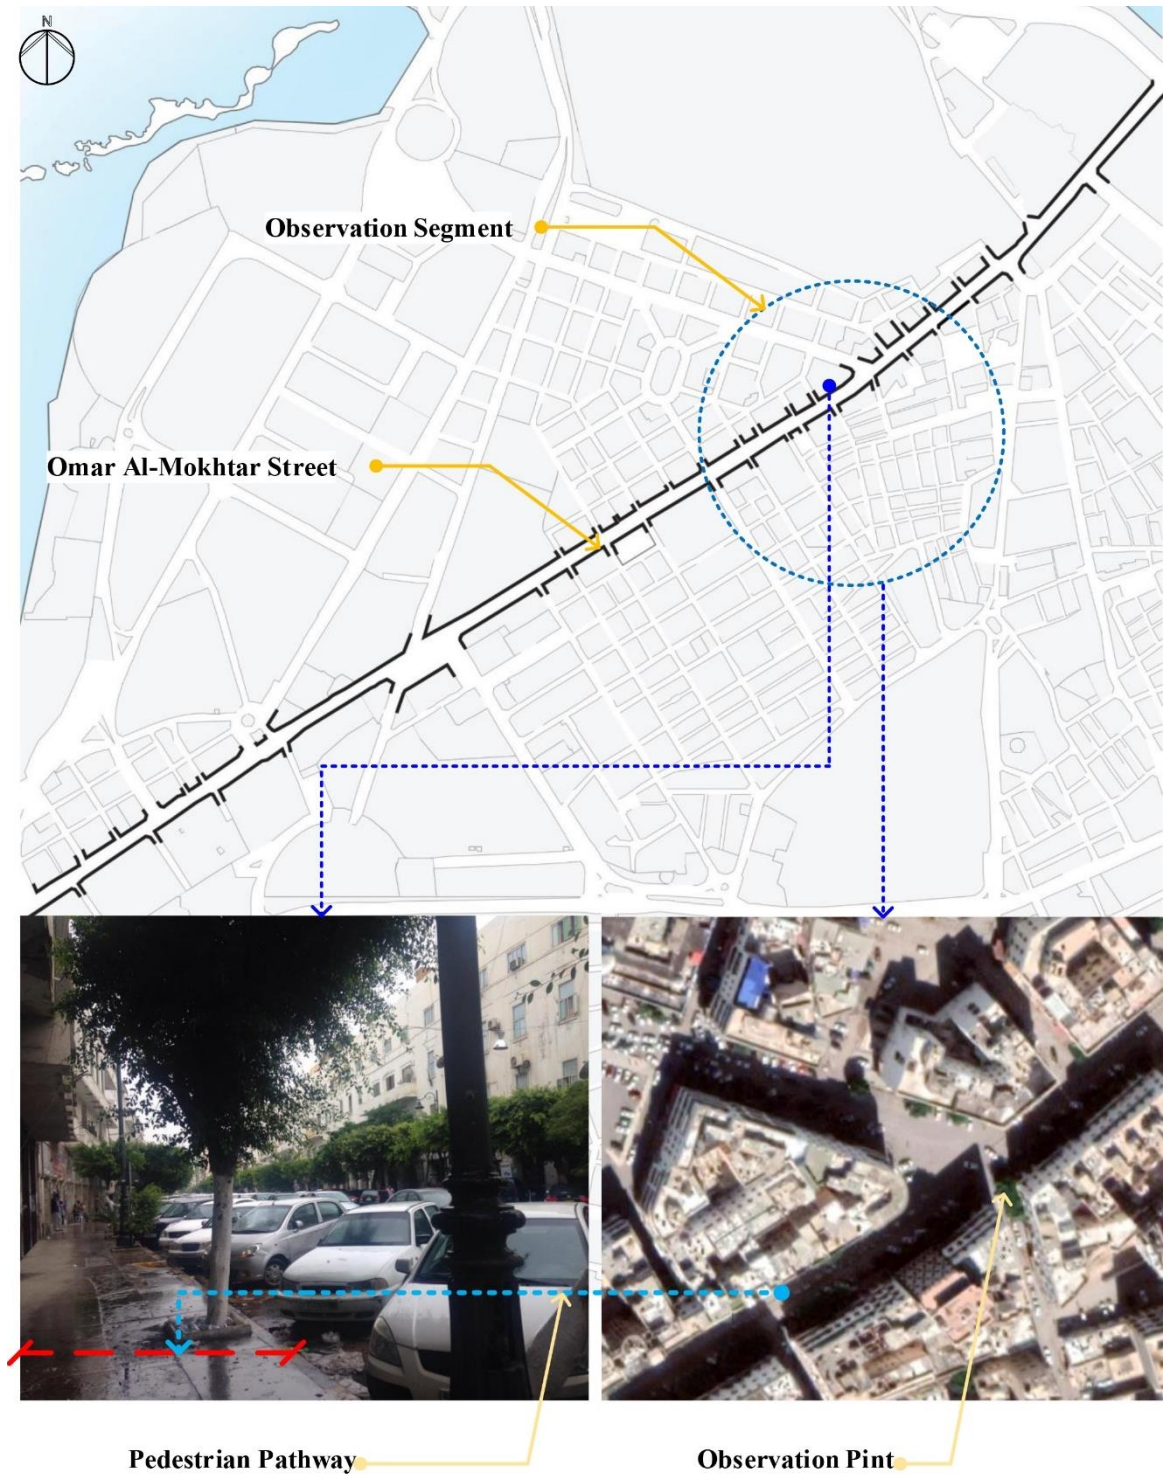 N
Observation Segment
Omar Al-Mokhtar Street
Pedestrian Pathway
Observation Pint